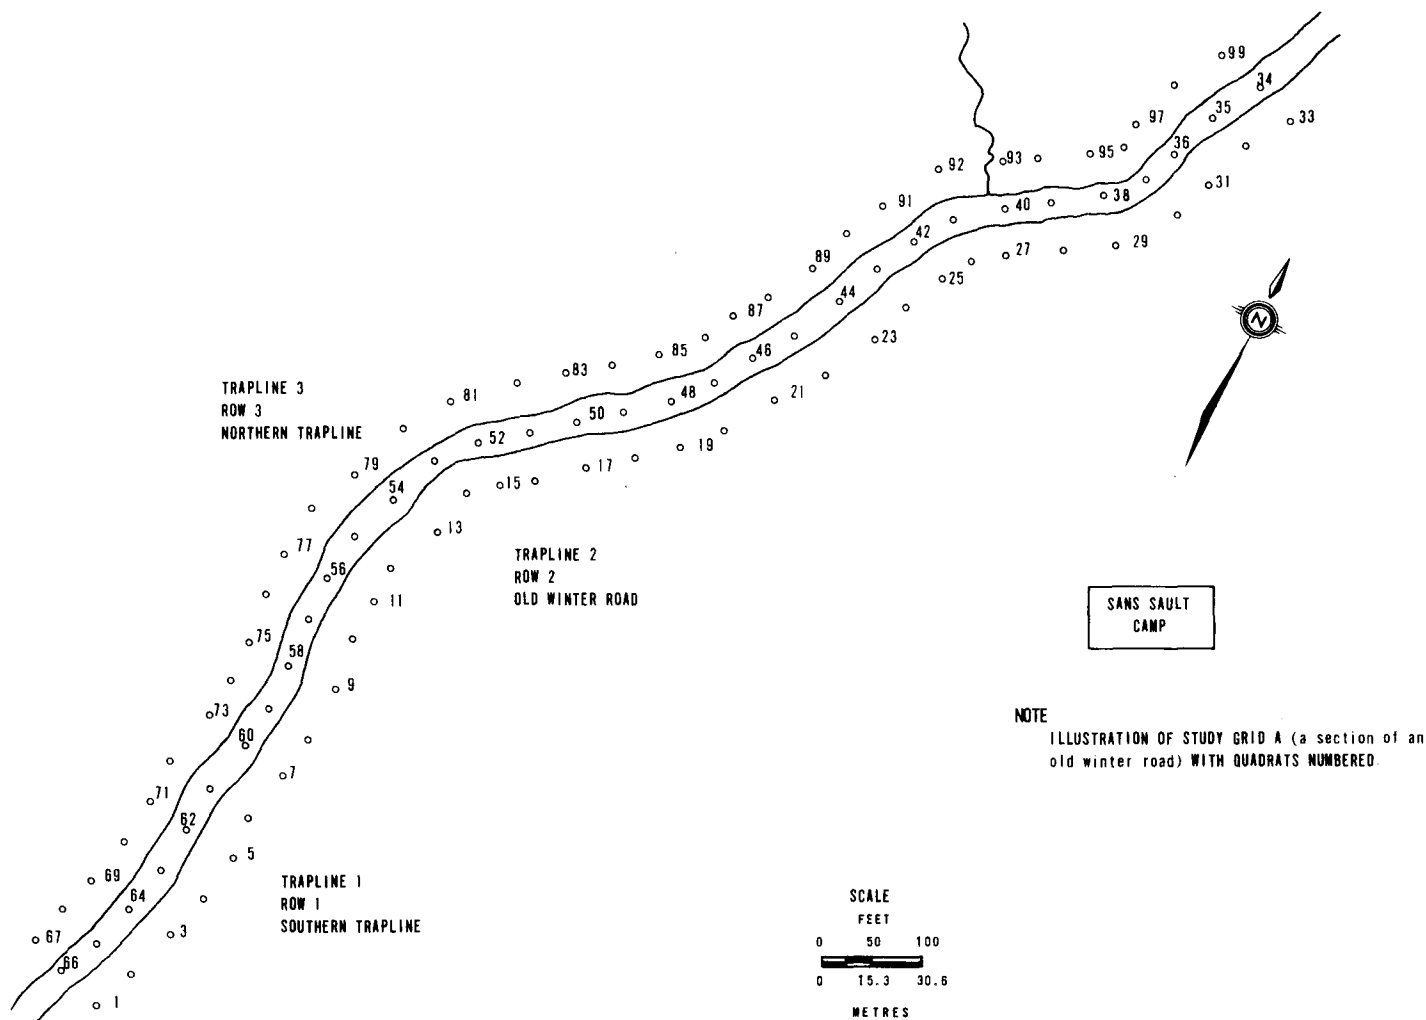 99
34
35
97
33
36
95
93
92
31
38
91
40
42
29
27
89
25
44
87
23
46
85
83
48
21
TRAPLINE 3
ROW 3
NORTHERN TRAPLINE
81
50
52
19
79
17
54
15
13
77
TRAPLINE 2
ROW 2
OLD WINTER ROAD
56
11
75
58
9
73
60
7
71
62
5
69
64
TRAPLINE 1
ROW 1
SOUTHERN TRAPLINE
67
3
66
1
N
SANS SAULT
CAMP
NOTE
ILLUSTRATION OF STUDY GRID A (a section of an
old winter road) WITH QUADRATS NUMBERED.
SCALE
FEET
0 50 100
0 15.3 30.6
METRES